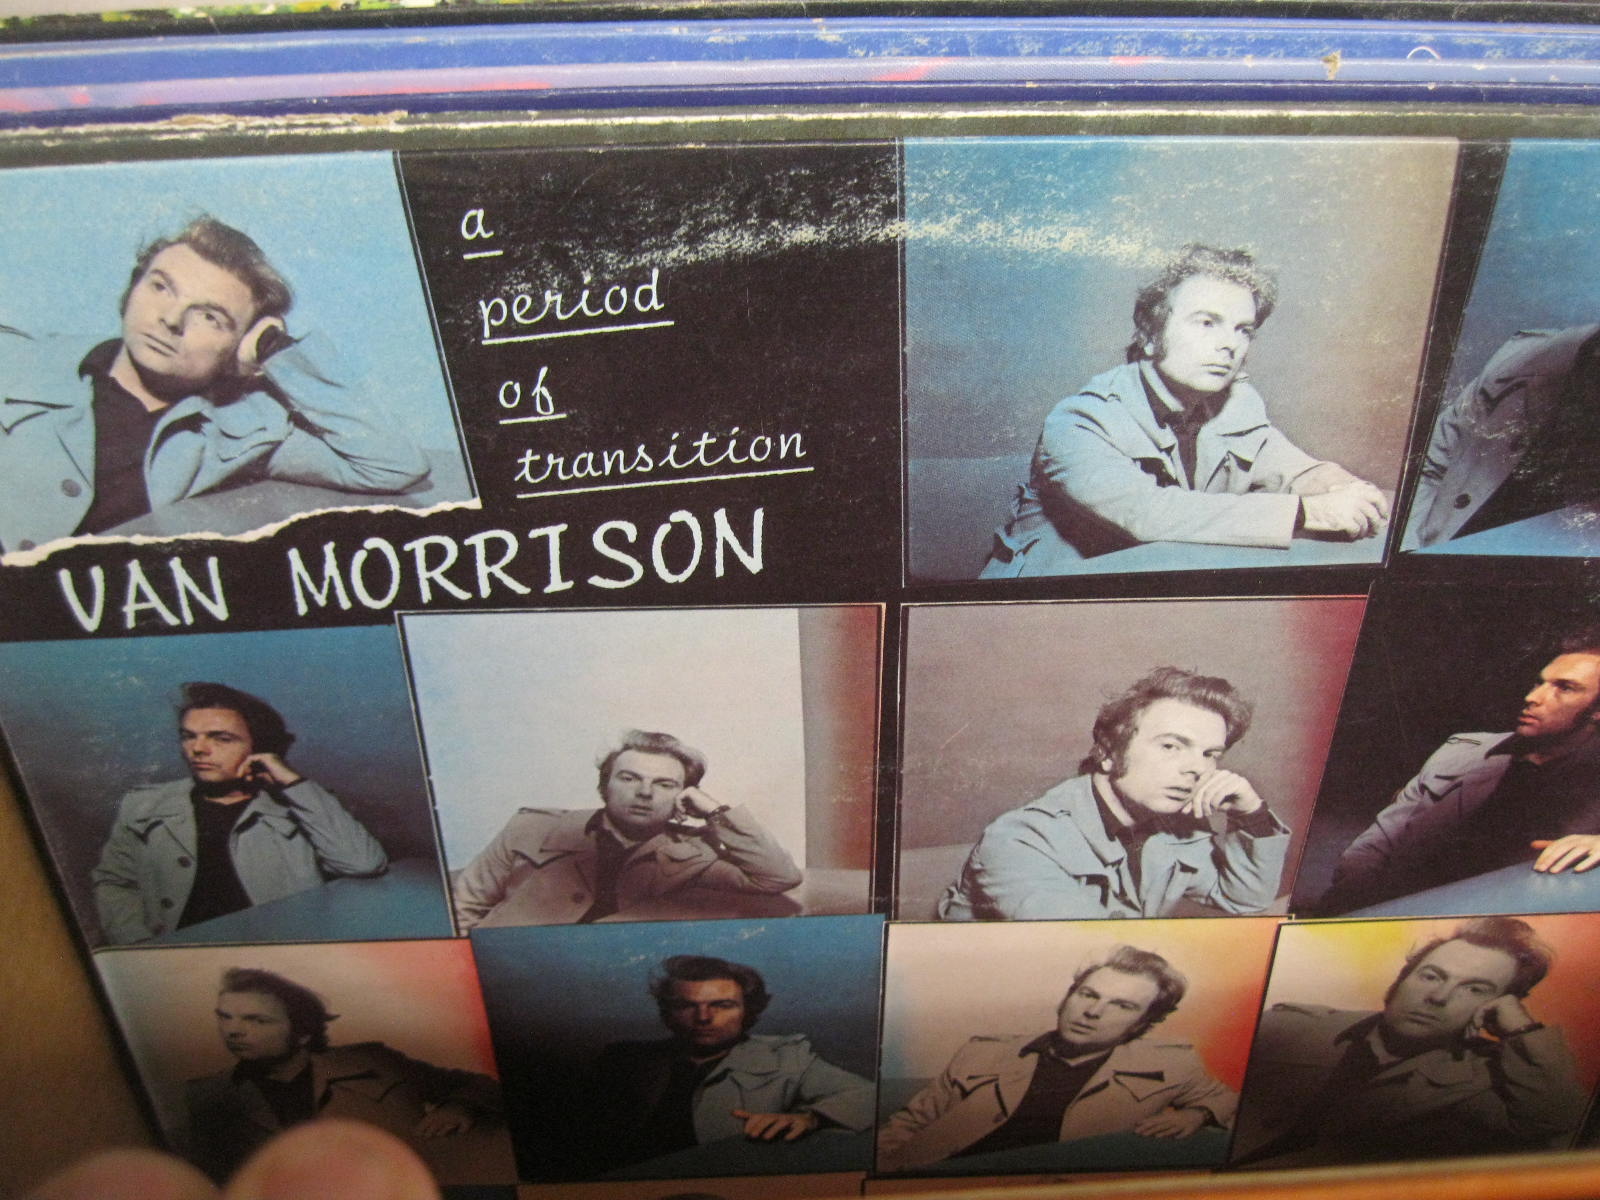 a
period
of
transition
VAN MORRISON